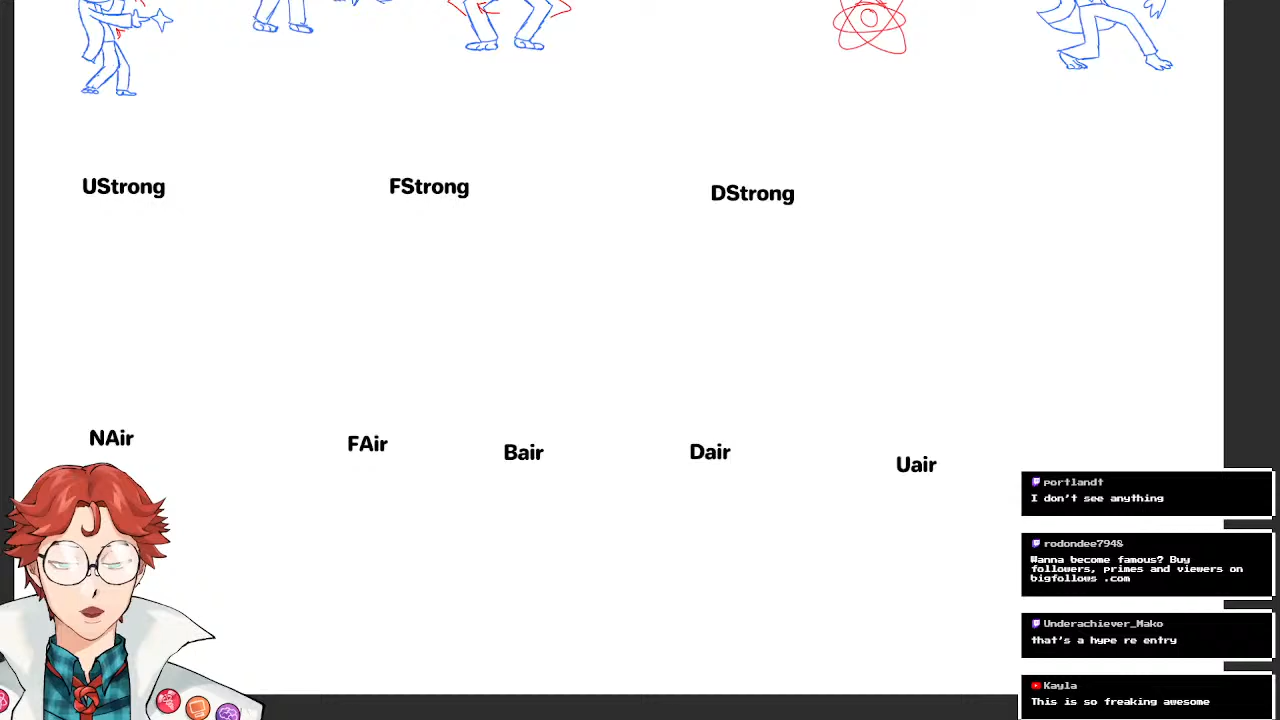 UStrong
FStrong
DStrong
NAir
FAir
Bair
Dair
Uair
portlandt
I don't see anything
rodondee7948
Wanna become famous? Buy
followers, primes and viewers on
bigfollows .com
Underachiever_Mako
that's a hype re entry
Kayla
This is so freaking awesome